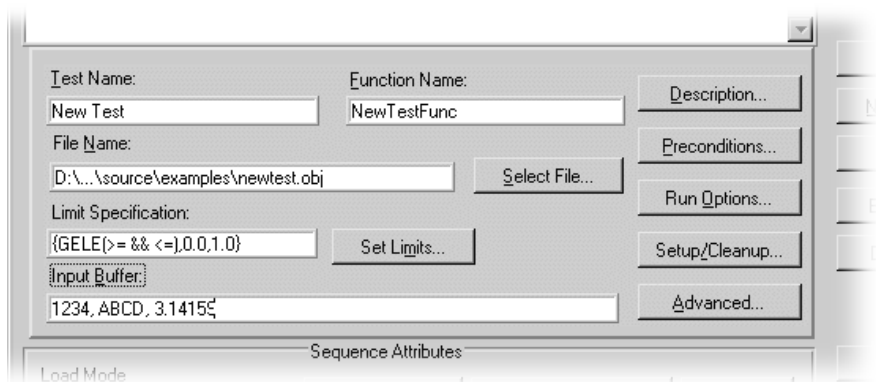 Test Name:
Function Name:
New Test
NewTestFunc
Description...
File Name:
Preconditions...
D:\...\source\examples\newtest.obj
Select File...
Limit Specification:
Run Options...
{GELE(>= && <=),0.0,1.0}
Set Limits...
Setup/Cleanup...
Input Buffer:
1234, ABCD, 3.14159
Advanced...
Sequence Attributes
Load Mode